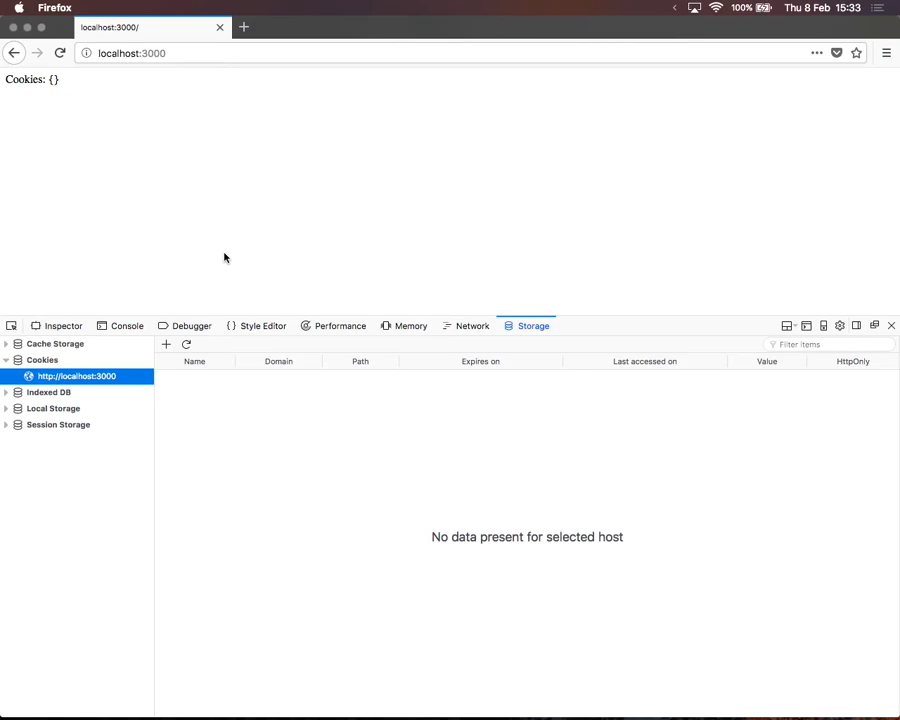 Firefox
100%
Thu 8 Feb 15:33
localhost:3000/
localhost:3000
Cookies: {}
Inspector
Console
Debugger
Style Editor
Performance
Memory
Network
Storage
Cache Storage
Cookies
http://localhost:3000
Indexed DB
Local Storage
Session Storage
Filter items
Name
Domain
Path
Expires on
Last accessed on
Value
HttpOnly
No data present for selected host